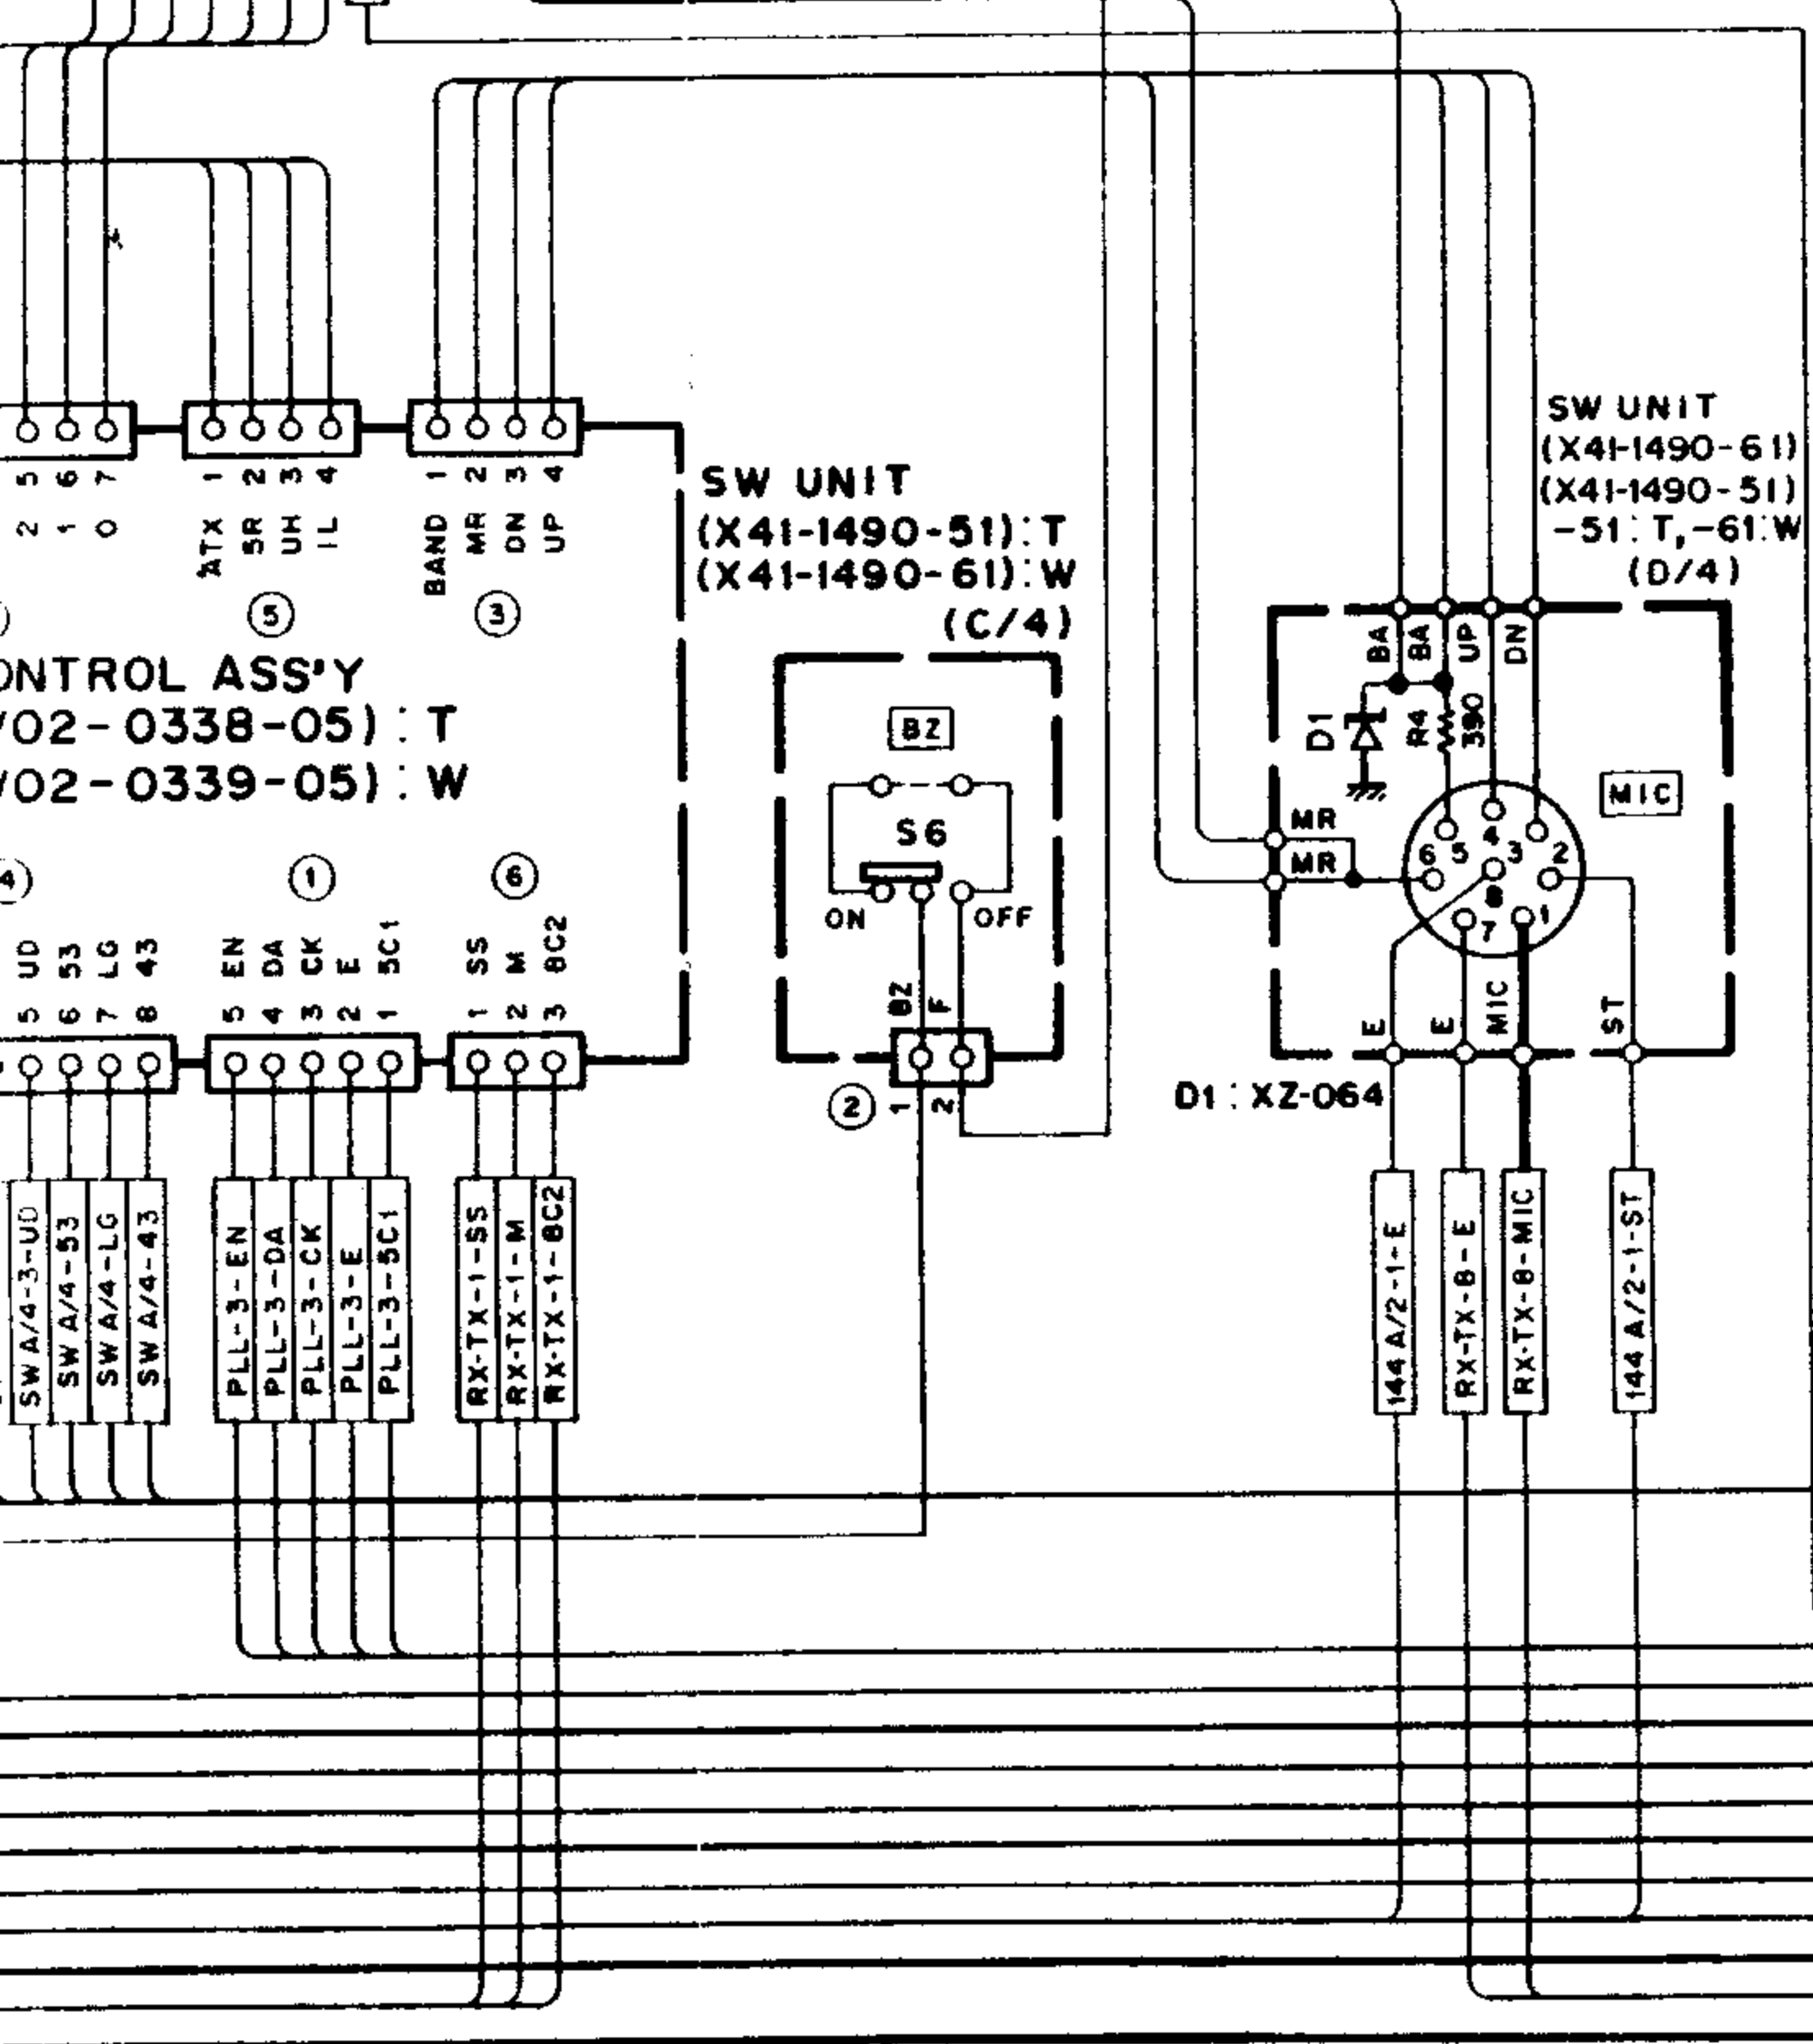 5 6 7
2 1 0
1 2 3 4
ATX SR UH IL
5
1 2 3 4
BAND MR DN UP
3
SW UNIT
(X41-1490-51):T
(X41-1490-61):W
(C/4)
SW UNIT
(X41-1490-61)
(X41-1490-51)
-51:T,-61:W
(D/4)
CONTROL ASS'Y
02-0338-05):T
02-0339-05):W
BZ
S6
ON
OFF
BZ F
2
1 2
BA BA UP DN
D1
R4
390
MIC
MR
MR
1 2 3 4 5 6 7 8
E E MIC ST
D1:XZ-064
4
1
6
UD 53 LG 43
5 6 7 8
EN DA CK E 5C1
5 4 3 2 1
SS M 8C2
1 2 3
SW A/4-3-UD
SW A/4-53
SW A/4-LG
SW A/4-43
PLL-3-EN
PLL-3-DA
PLL-3-CK
PLL-3-E
PLL-3-5C1
RX-TX-1-SS
RX-TX-1-M
RX-TX-1-8C2
144 A/2-1-E
RX-TX-8-E
RX-TX-8-MIC
144 A/2-1-ST